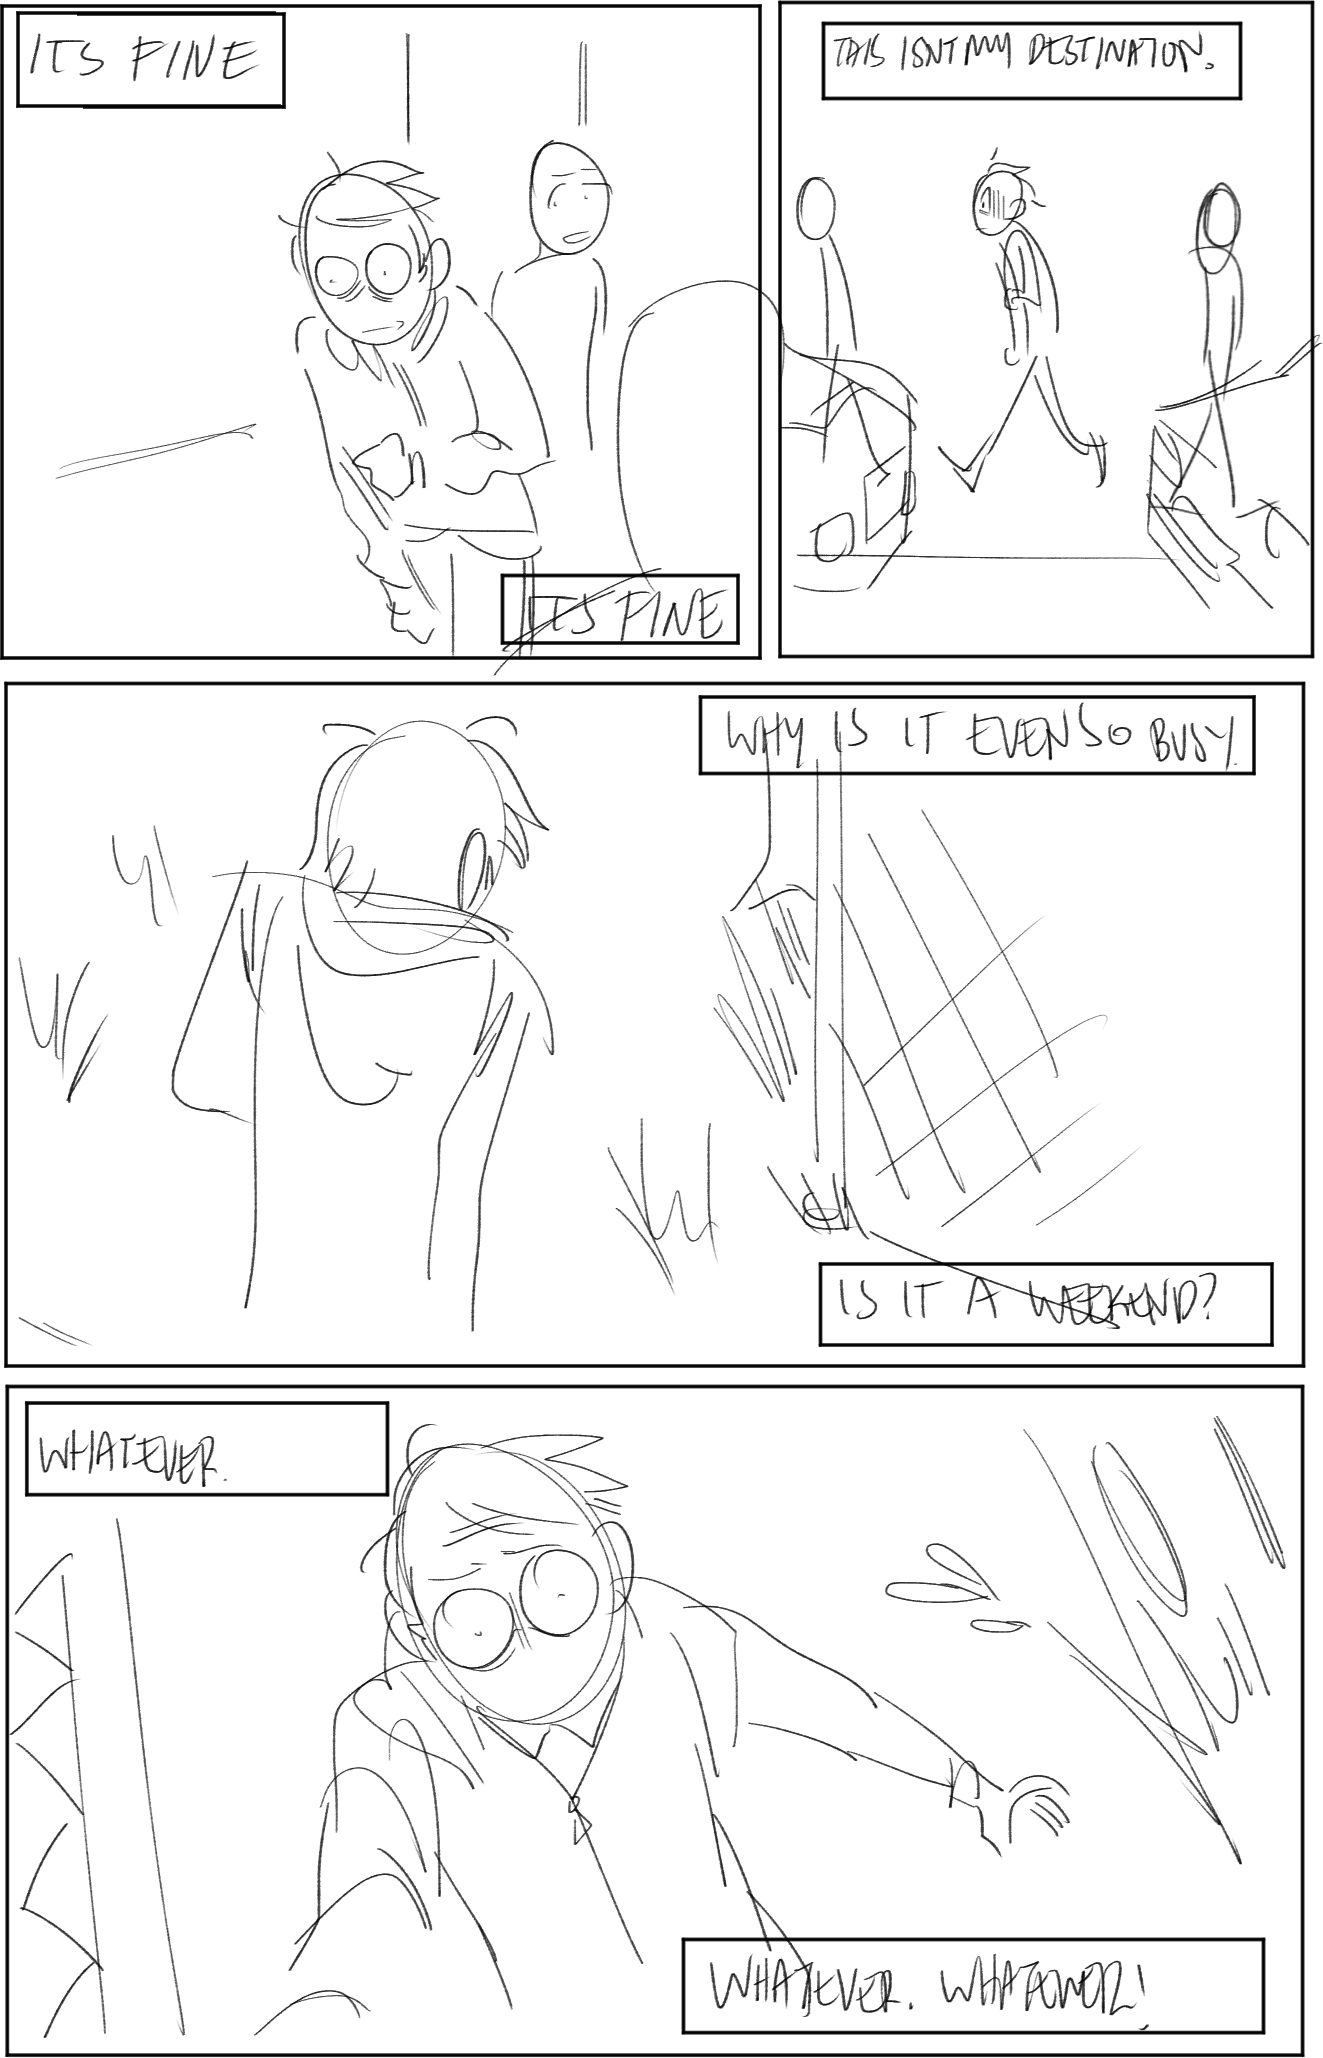 ITS FINE
ITS FINE
THIS ISNT MY DESTINATION.
WHY IS IT EVEN SO BUSY.
IS IT A WEEKEND?
WHATEVER.
WHATEVER. WHATEVER!